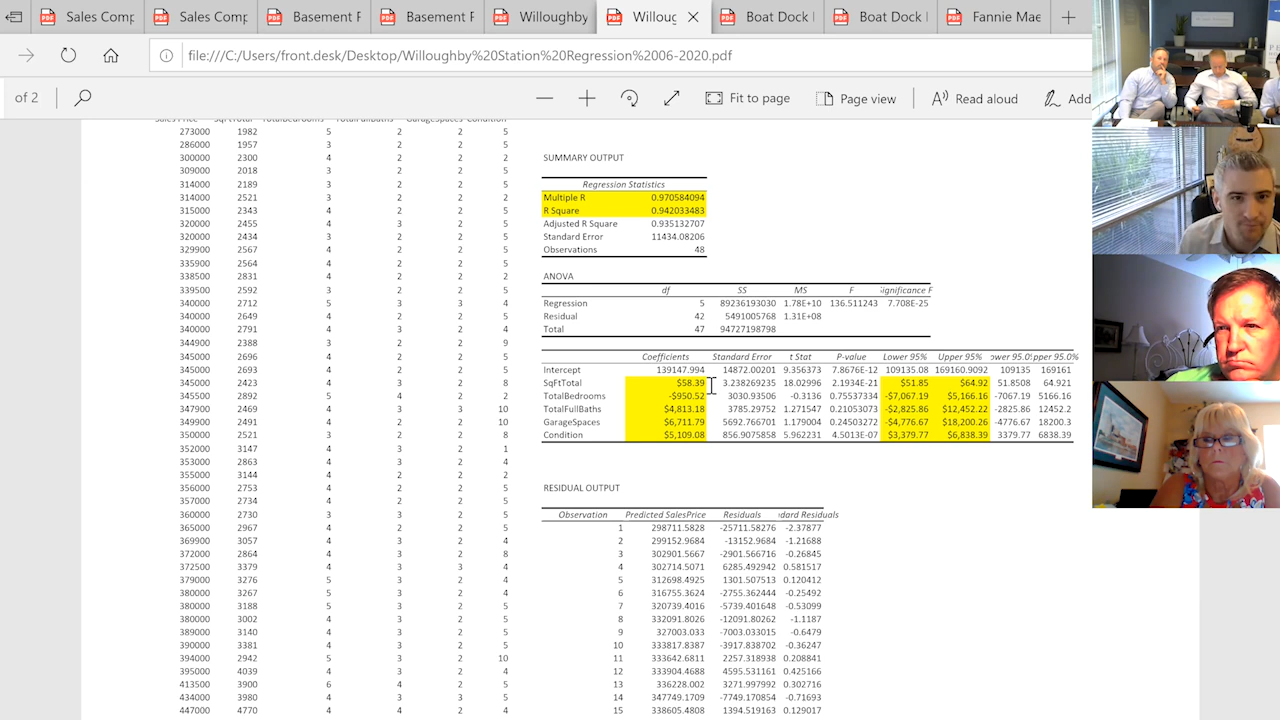 Sales Comp
Sales Comp
Basement F
Basement F
Willoughby
Willoug
Boat Dock
Boat Dock
Fannie Mae
file:///C:/Users/front.desk/Desktop/Willoughby%20Station%20Regression%2006-2020.pdf
of 2
Fit to page
Page view
Read aloud
Add
273000 1982 5 2 2 5
286000 1957 3 2 2 5
300000 2300 4 2 2 2
309000 2018 3 2 2 5
314000 2189 3 2 2 5
314000 2521 3 2 2 5
315000 2343 4 2 2 5
320000 2455 4 3 2 5
320000 2434 3 2 2 5
329900 2567 4 2 2 5
335900 2564 4 2 2 5
338500 2831 4 2 2 2
339500 2592 3 2 2 5
340000 2712 5 3 3 4
340000 2649 4 2 2 5
340000 2791 4 3 2 4
344900 2388 3 2 2 9
345000 2696 4 2 2 5
345000 2693 4 2 2 5
345000 2423 4 3 2 8
345500 2892 5 2 2 2
347900 2469 4 3 3 10
349900 2491 4 2 2 10
350000 2521 3 2 2 8
352000 3147 4 3 2 1
353000 2863 4 3 2 4
355000 3144 4 2 2 2
356000 2753 4 2 2 5
357000 2734 4 2 2 5
360000 2730 3 3 2 5
365000 2967 4 2 2 5
369900 3057 4 3 2 4
372000 2864 4 3 2 8
372500 3379 4 3 3 4
379000 3276 5 3 2 4
380000 3267 5 3 2 4
380000 3188 5 3 2 5
380000 3002 4 3 2 5
389000 3140 4 3 2 5
390000 3381 4 3 2 5
394000 2942 5 3 2 10
395000 4039 4 3 2 4
413500 3900 6 4 2 5
434000 3980 4 3 3 5
447000 4770 4 4 2 4
SUMMARY OUTPUT
Regression Statistics
Multiple R 0.970584094
R Square 0.942033483
Adjusted R Square 0.935132707
Standard Error 11434.08206
Observations 48
ANOVA
df SS MS F ignificance F
Regression 5 89236193030 1.78E+10 136.511243 7.708E-25
Residual 42 5491005768 1.31E+08
Total 47 94727198798
Coefficients Standard Error t Stat P-value Lower 95% Upper 95% ower 95.0% pper 95.0%
Intercept 139147.994 14872.00201 9.356373 7.8676E-12 109135.08 169160.9092 109135 169161
SqFtTotal $58.39 3.238269235 18.02996 2.1934E-21 $51.85 $64.92 51.8508 64.921
TotalBedrooms -$950.52 3030.93506 -0.3136 0.75537334 -$7,067.19 $5,166.16 -7067.19 5166.16
TotalFullBaths $4,813.18 3785.29752 1.271547 0.21053073 -$2,825.86 $12,452.22 -2825.86 12452.2
GarageSpaces $6,711.79 5692.766701 1.179004 0.24503272 -$4,776.67 $18,200.26 -4776.67 18200.3
Condition $5,109.08 856.9075858 5.962231 4.5013E-07 $3,379.77 $6,838.39 3379.77 6838.39
RESIDUAL OUTPUT
Observation Predicted SalesPrice Residuals dard Residuals
1 298711.5828 -25711.58276 -2.37877
2 299152.9684 -13152.9684 -1.21688
3 302901.5667 -2901.566716 -0.26845
4 302714.5071 6285.492942 0.581517
5 312698.4925 1301.507513 0.120412
6 316755.3624 -2755.362444 -0.25492
7 320739.4016 -5739.401648 -0.53099
8 332091.8026 -12091.80262 -1.1187
9 327003.033 -7003.033015 -0.6479
10 333817.8387 -3917.838702 -0.36247
11 333642.6811 2257.318938 0.208841
12 333904.4688 4595.531161 0.425166
13 336228.002 3271.997992 0.302716
14 347749.1709 -7749.170854 -0.71693
15 338605.4808 1394.519163 0.129017